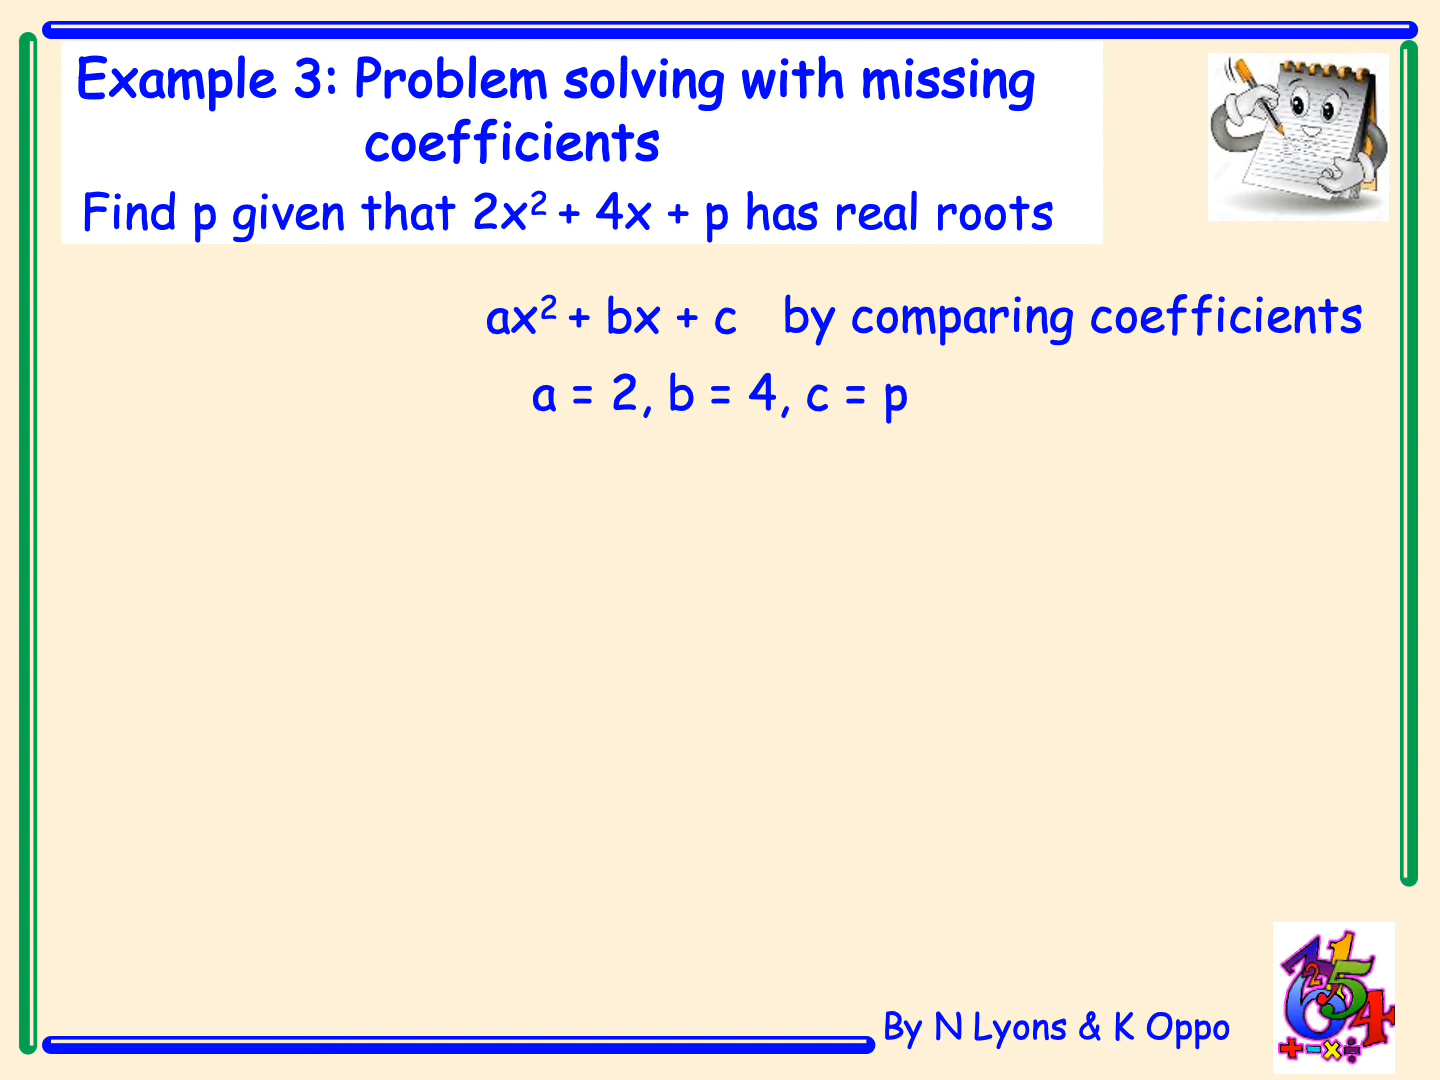 Example 3: Problem solving with missing
coefficients
Find p given that 2x² + 4x + p has real roots
ax² + bx + c by comparing coefficients
a = 2, b = 4, c = p
By N Lyons & K Oppo